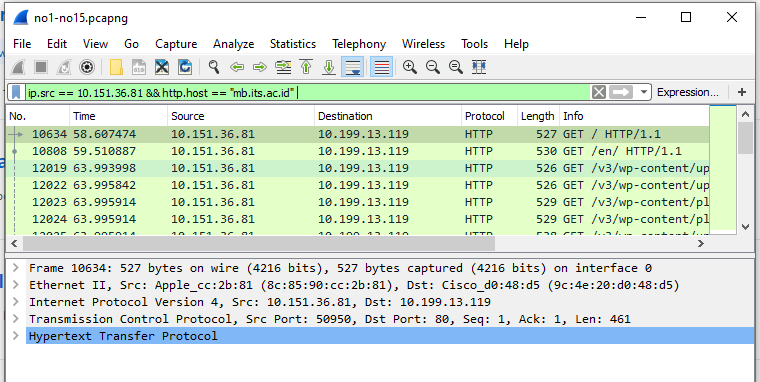 no1-no15.pcapng
File Edit View Go Capture Analyze Statistics Telephony Wireless Tools Help
ip.src == 10.151.36.81 && http.host == "mb.its.ac.id" Expression... +
No. Time Source Destination Protocol Length Info
10634 58.607474 10.151.36.81 10.199.13.119 HTTP 527 GET / HTTP/1.1
10808 59.510887 10.151.36.81 10.199.13.119 HTTP 530 GET /en/ HTTP/1.1
12019 63.993998 10.151.36.81 10.199.13.119 HTTP 526 GET /v3/wp-content/up
12022 63.995842 10.151.36.81 10.199.13.119 HTTP 526 GET /v3/wp-content/up
12023 63.995914 10.151.36.81 10.199.13.119 HTTP 529 GET /v3/wp-content/pl
12024 63.995914 10.151.36.81 10.199.13.119 HTTP 529 GET /v3/wp-content/pl
Frame 10634: 527 bytes on wire (4216 bits), 527 bytes captured (4216 bits) on interface 0
Ethernet II, Src: Apple_cc:2b:81 (8c:85:90:cc:2b:81), Dst: Cisco_d0:48:d5 (9c:4e:20:d0:48:d5)
Internet Protocol Version 4, Src: 10.151.36.81, Dst: 10.199.13.119
Transmission Control Protocol, Src Port: 50950, Dst Port: 80, Seq: 1, Ack: 1, Len: 461
Hypertext Transfer Protocol